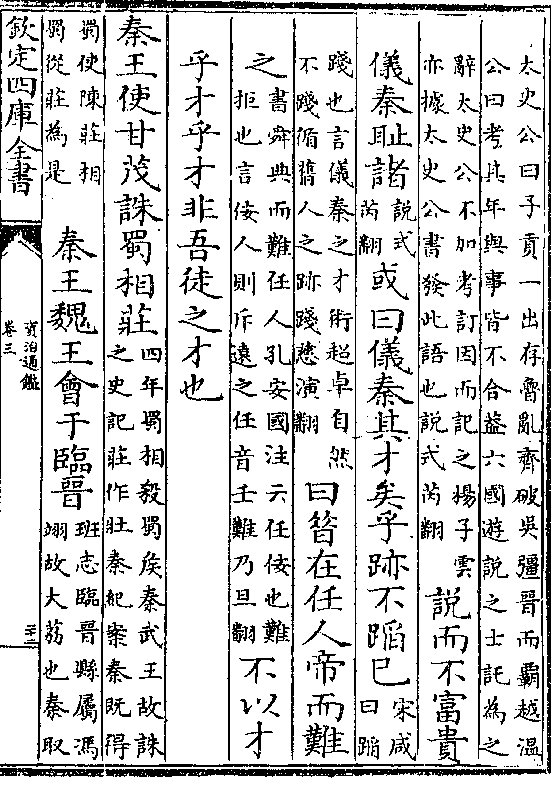 太史公曰子貢一出存魯亂齊破吳彊晉而霸越溫
公曰考其年與事皆不合蓋六國遊説之士託為之
辭太史公不加考訂因而記之揚子雲
亦據太史公書發此語也説式芮翻
説而不富貴
儀秦恥諸
説式
芮翻
或曰儀秦其才矣乎跡不蹈已
宋咸
曰蹈
踐也言儀秦之才術超卓自然
不踐循舊人之跡踐慈演翻
曰昔在任人帝而難
之
書舜典而難任人孔安國注云任佞也難
拒也言佞人則斥遠之任音壬難乃旦翻
不以才
乎才乎才非吾徒之才也
秦王使甘茂誅蜀相莊
四年蜀相殺蜀侯秦武王故誅
之史記莊作壯秦紀案秦既得
蜀使陳莊相
蜀從莊為是
秦王魏王會于臨晉
班志臨晉縣屬馮
翊故大荔也秦取
欽定四庫全書
資治通鑑
卷三